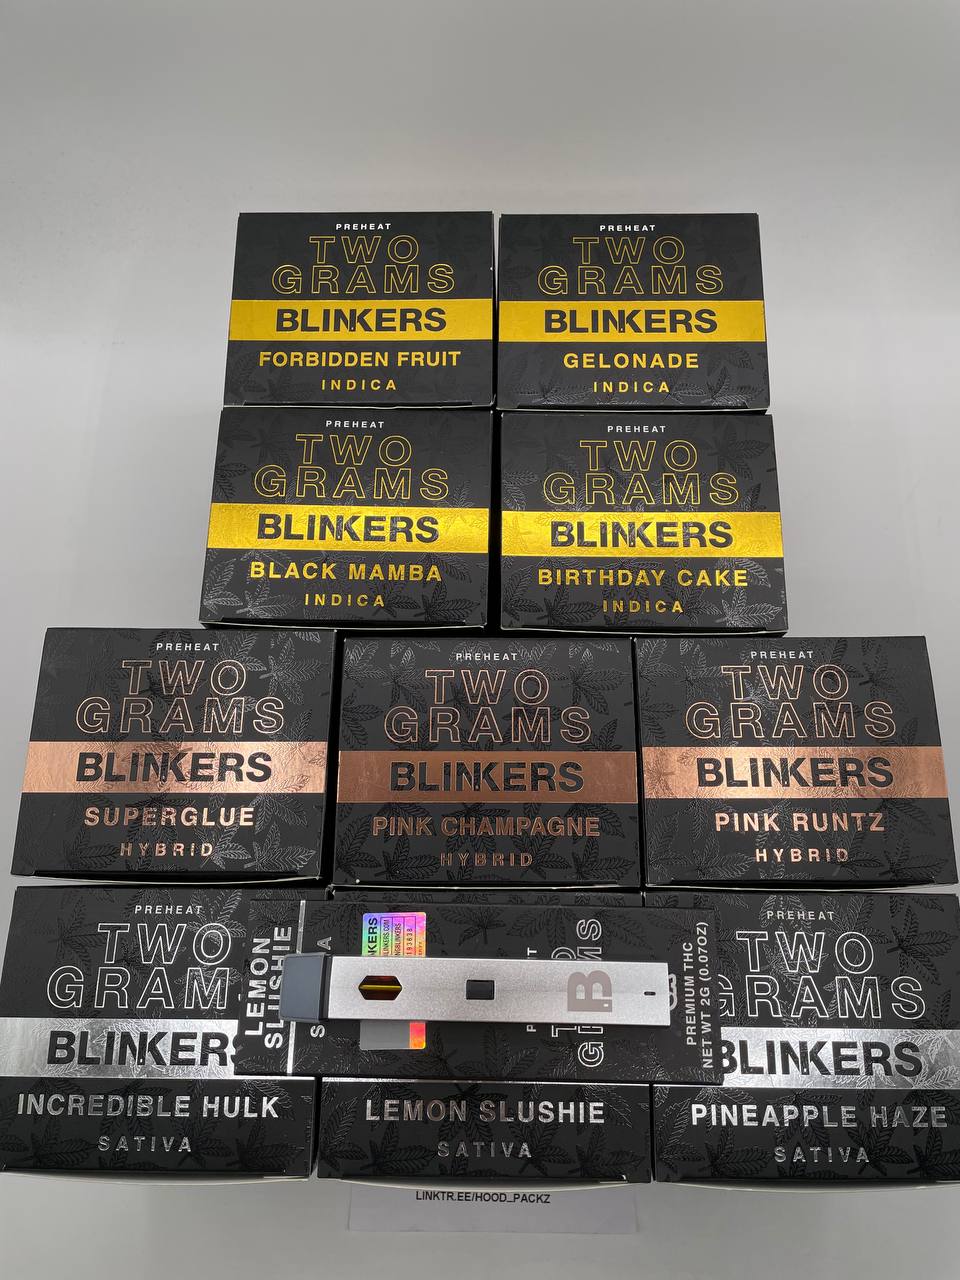 PREHEAT
TWO
GRAMS
BLINKERS
FORBIDDEN FRUIT
INDICA
PREHEAT
TWO
GRAMS
BLINKERS
GELONADE
INDICA
PREHEAT
TWO
GRAMS
BLINKERS
BLACK MAMBA
INDICA
PREHEAT
TWO
GRAMS
BLINKERS
BIRTHDAY CAKE
INDICA
PREHEAT
TWO
GRAMS
BLINKERS
SUPERGLUE
HYBRID
PREHEAT
TWO
GRAMS
BLINKERS
PINK CHAMPAGNE
HYBRID
PREHEAT
TWO
GRAMS
BLINKERS
PINK RUNTZ
HYBRID
PREHEAT
TWO
GRAM
BLINKERS
INCREDIBLE HULK
SATIVA
LEMON
SLUSHIE
KERS
B
PREMIUM THC
NET WT 2G (0.07OZ)
LEMON SLUSHIE
SATIVA
PREHEAT
TWO
GRAMS
BLINKERS
PINEAPPLE HAZE
SATIVA
LINKTR.EE/HOOD_PACKZ